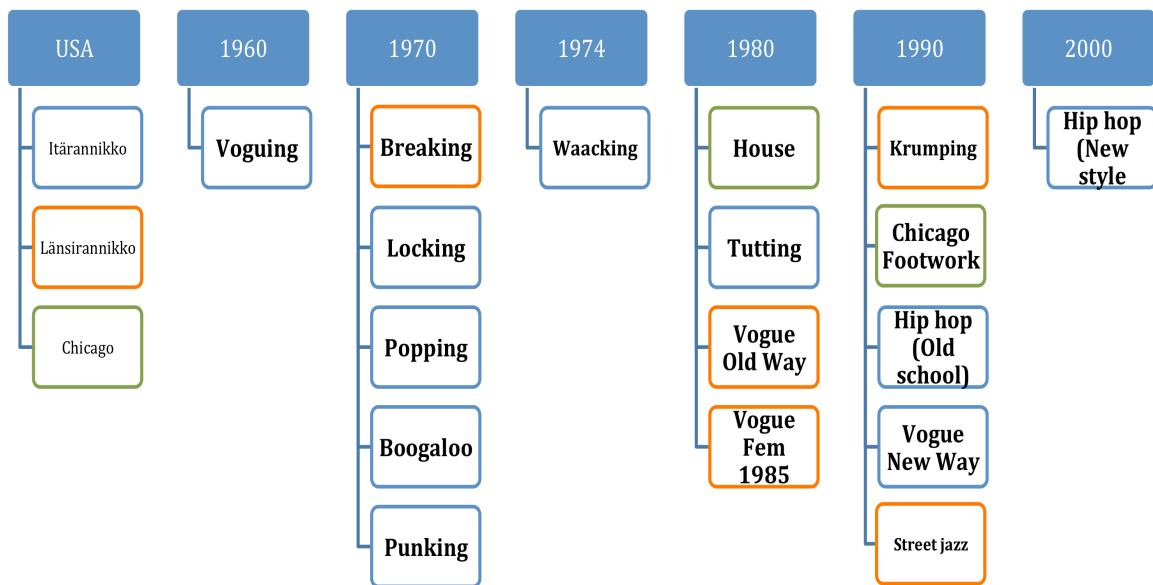 USA
Itärannikko
Länsirannikko
Chicago
1960
Voguing
1970
Breaking
Locking
Popping
Boogaloo
Punking
1974
Waacking
1980
House
Tutting
Vogue
Old Way
Vogue
Fem
1985
1990
Krumping
Chicago
Footwork
Hip hop
(Old
school)
Vogue
New Way
Street jazz
2000
Hip hop
(New
style